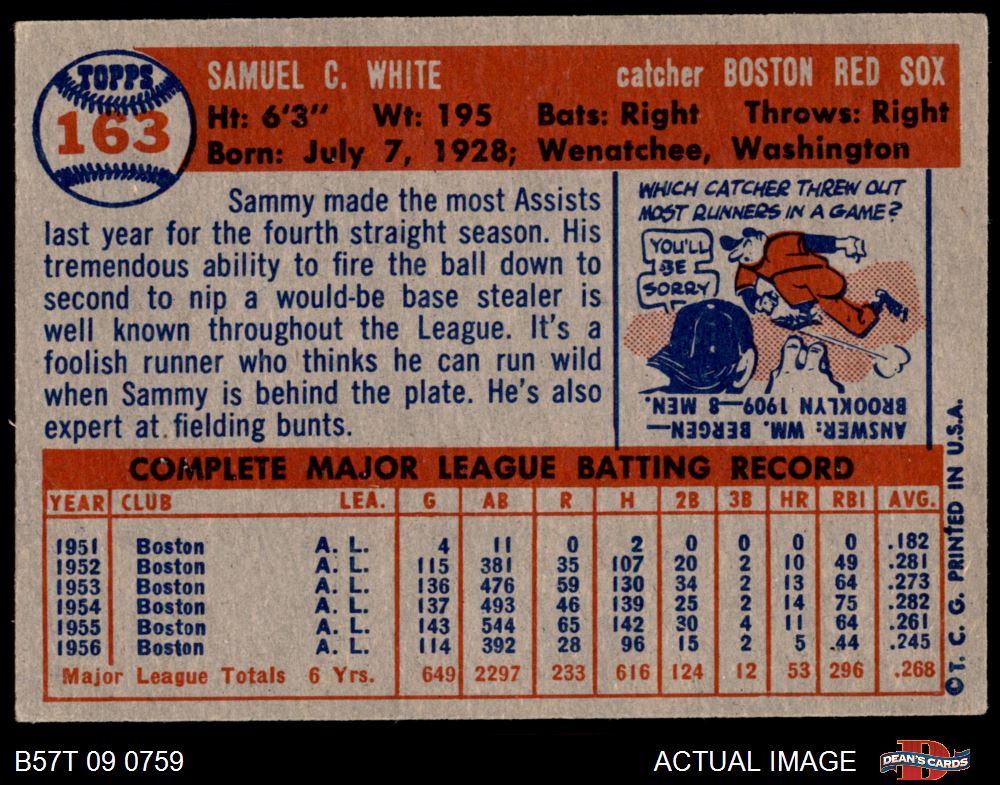 TOPPS
163
SAMUEL C. WHITE catcher BOSTON RED SOX
Ht: 6'3" Wt: 195 Bats: Right Throws: Right
Born: July 7, 1928; Wenatchee, Washington
Sammy made the most Assists
last year for the fourth straight season. His
tremendous ability to fire the ball down to
second to nip a would-be base stealer is
well known throughout the League. It's a
foolish runner who thinks he can run wild
when Sammy is behind the plate. He's also
expert at fielding bunts.
WHICH CATCHER THREW OUT
MOST RUNNERS IN A GAME?
YOU'LL
BE
SORRY
ANSWER: WM. BERGEN—
BROOKLYN 1909—8 MEN.
COMPLETE MAJOR LEAGUE BATTING RECORD
YEAR CLUB LEA. G AB R H 2B 3B HR RBI AVG.
1951 Boston A. L. 4 11 0 2 0 0 0 0 .182
1952 Boston A. L. 115 381 35 107 20 2 10 49 .281
1953 Boston A. L. 136 476 59 130 34 2 13 64 .273
1954 Boston A. L. 137 493 46 139 25 2 14 75 .282
1955 Boston A. L. 143 544 65 142 30 4 11 64 .261
1956 Boston A. L. 114 392 28 96 15 2 5 44 .245
Major League Totals 6 Yrs. 649 2297 233 616 124 12 53 296 .268
© T. C. G. PRINTED IN U.S.A.
B57T 09 0759 ACTUAL IMAGE
D
DEAN'S CARDS